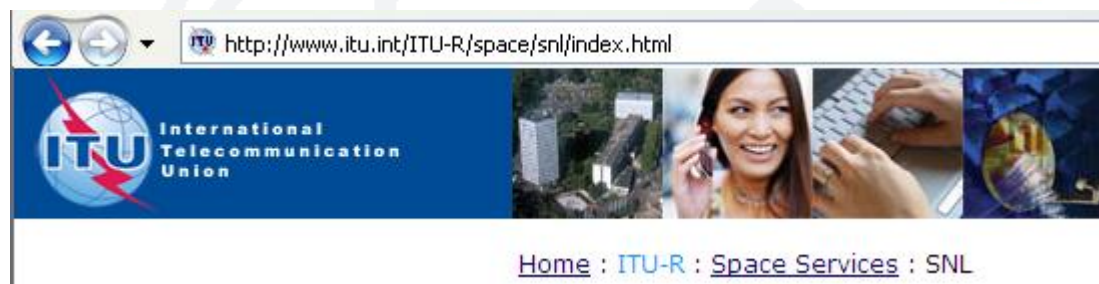 http://www.itu.int/ITU-R/space/snl/index.html
ITU
International
Telecommunication
Union
Home : ITU-R : Space Services : SNL